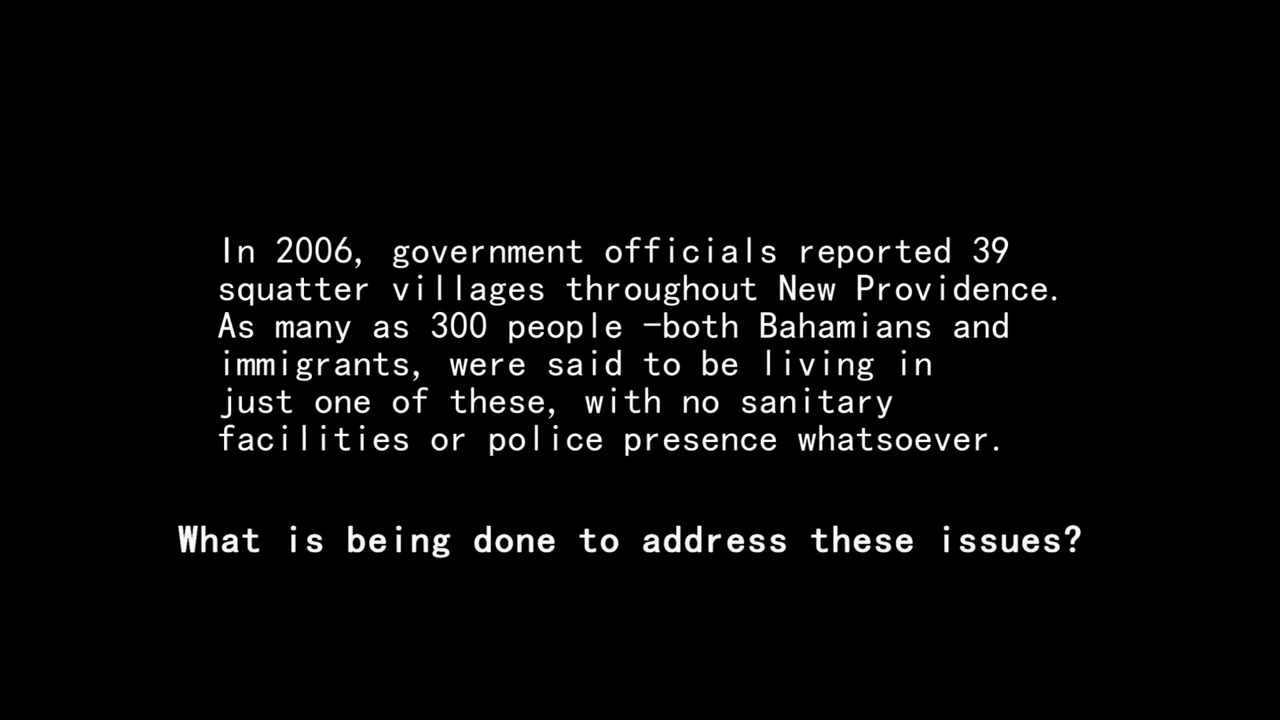 In 2006, government officials reported 39
squatter villages throughout New Providence.
As many as 300 people –both Bahamians and
immigrants, were said to be living in
just one of these, with no sanitary
facilities or police presence whatsoever.
What is being done to address these issues?